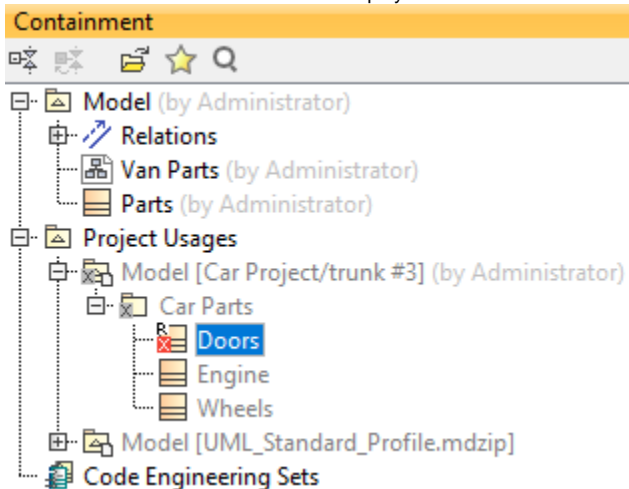 Containment
Model (by Administrator)
Relations
Van Parts (by Administrator)
Parts (by Administrator)
Project Usages
Model [Car Project/trunk #3] (by Administrator)
Car Parts
R Doors
Engine
Wheels
Model [UML_Standard_Profile.mdzip]
Code Engineering Sets